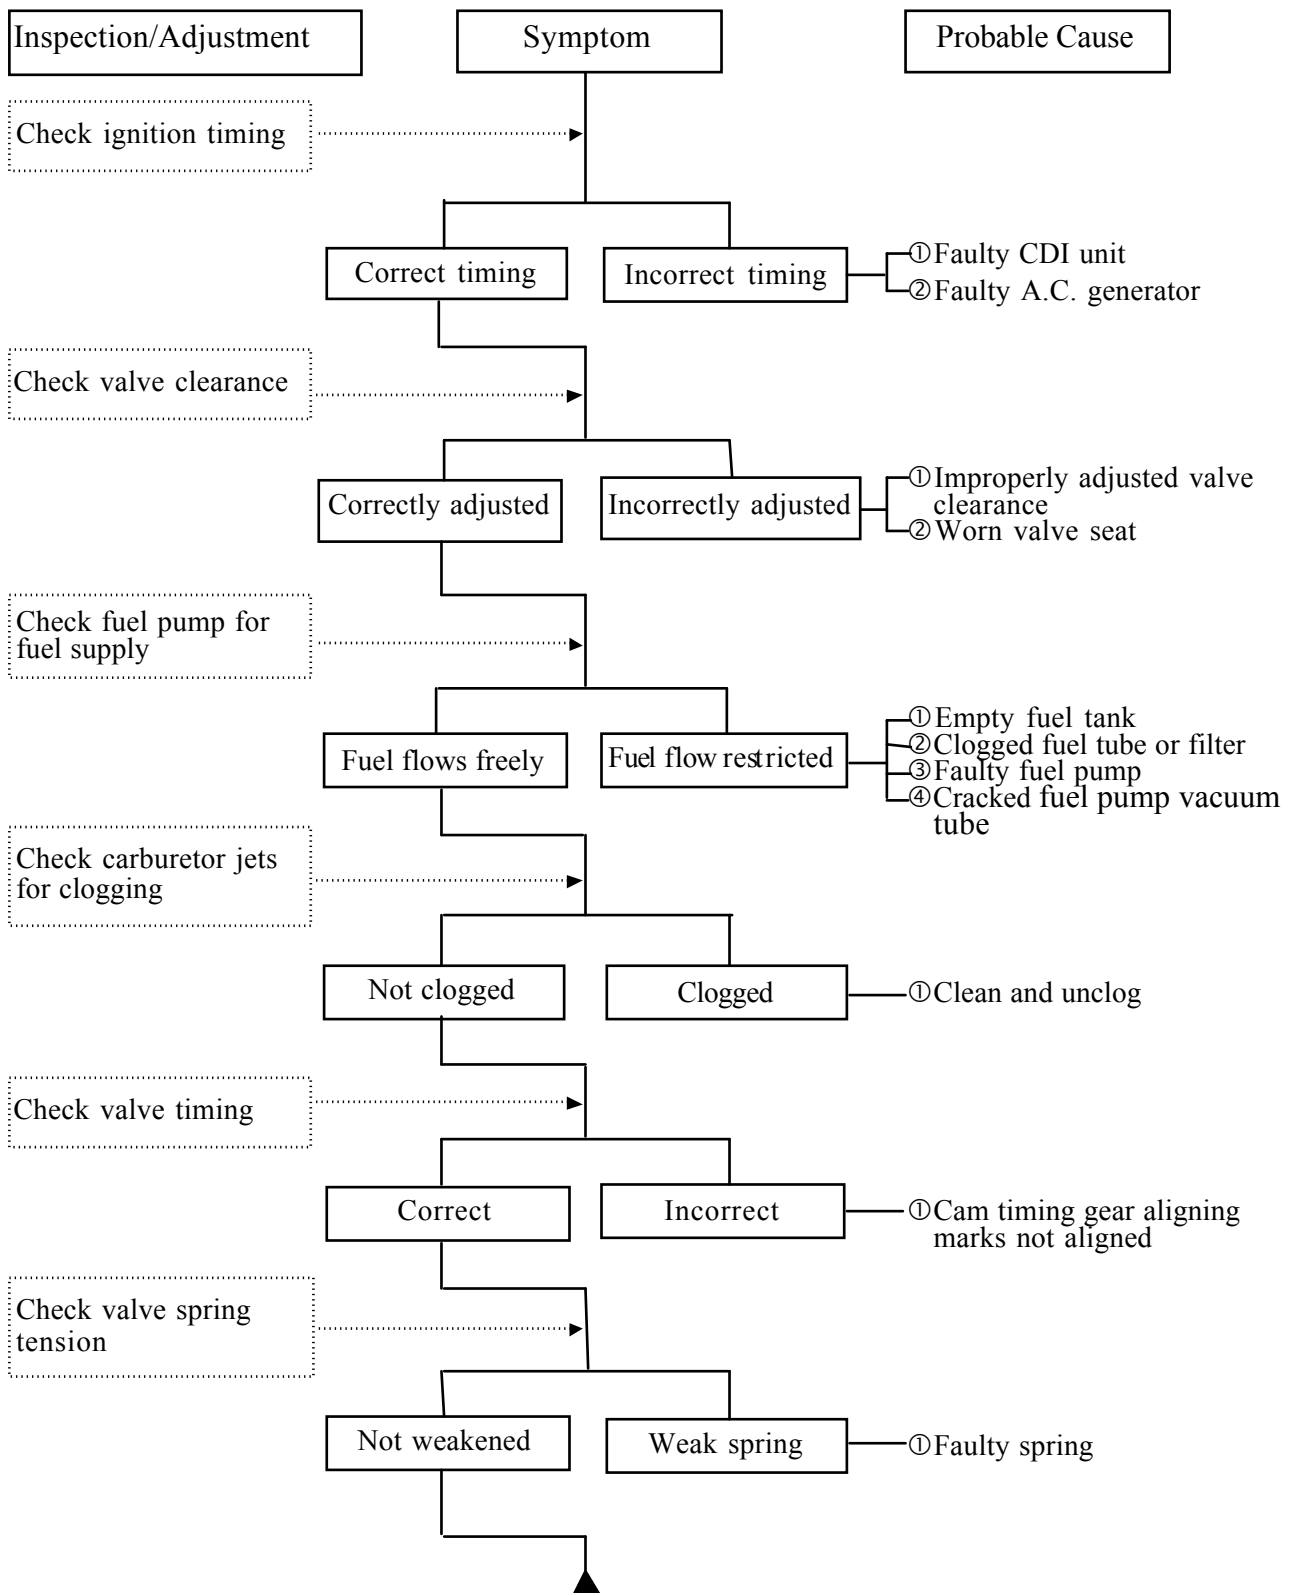 Inspection/Adjustment
Symptom
Probable Cause
Check ignition timing
Correct timing
Incorrect timing
①Faulty CDI unit
②Faulty A.C. generator
Check valve clearance
Correctly adjusted
Incorrectly adjusted
①Improperly adjusted valve
clearance
②Worn valve seat
Check fuel pump for
fuel supply
Fuel flows freely
Fuel flow restricted
①Empty fuel tank
②Clogged fuel tube or filter
③Faulty fuel pump
④Cracked fuel pump vacuum
tube
Check carburetor jets
for clogging
Not clogged
Clogged
①Clean and unclog
Check valve timing
Correct
Incorrect
①Cam timing gear aligning
marks not aligned
Check valve spring
tension
Not weakened
Weak spring
①Faulty spring